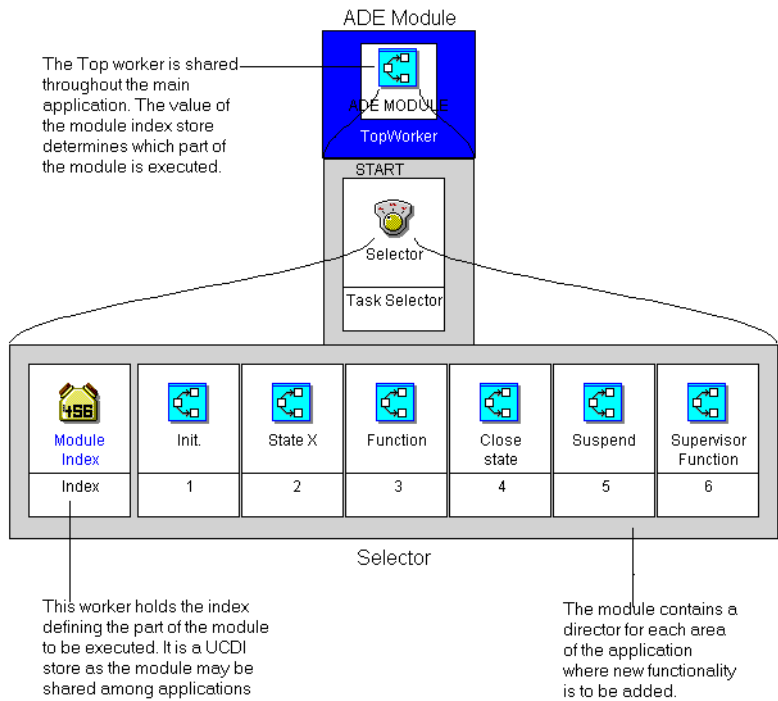 ADE Module
The Top worker is shared
throughout the main
application. The value of
the module index store
determines which part of
the module is executed.
ADE MODULE
TopWorker
START
Selector
Task Selector
456
Module
Index
Index
Init.
1
State X
2
Function
3
Close
state
4
Suspend
5
Supervisor
Function
6
Selector
This worker holds the index
defining the part of the module
to be executed. It is a UCDI
store as the module may be
shared among applications
The module contains a
director for each area
of the application
where new functionality
is to be added.